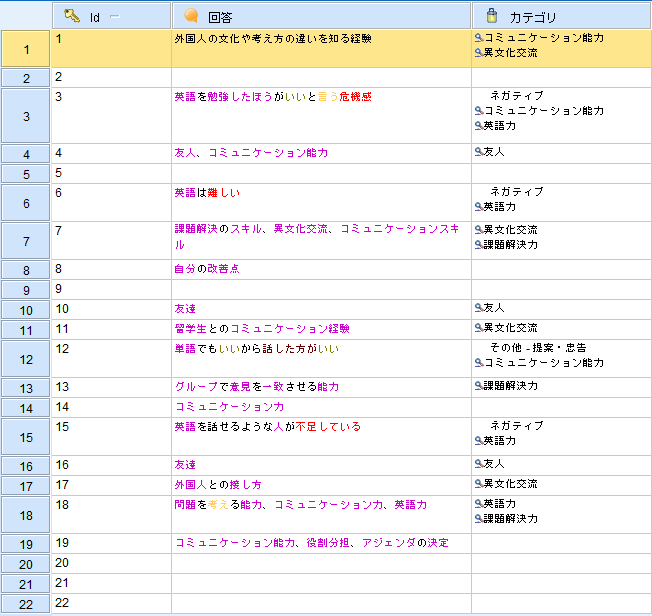 Id 回答 カテゴリ
1 1 外国人の文化や考え方の違いを知る経験 コミュニケーション能力
異文化交流
2 2
3 3 英語を勉強したほうがいいと言う危機感 ネガティブ
コミュニケーション能力
英語力
4 4 友人、コミュニケーション能力 友人
5 5
6 6 英語は難しい ネガティブ
英語力
7 7 課題解決のスキル、異文化交流、コミュニケーションスキ 異文化交流
ル 課題解決力
8 8 自分の改善点
9 9
10 10 友達 友人
11 11 留学生とのコミュニケーション経験 異文化交流
12 12 単語でもいいから話した方がいい その他 - 提案・忠告
コミュニケーション能力
13 13 グループで意見を一致させる能力 課題解決力
14 14 コミュニケーション力
15 15 英語を話せるような人が不足している ネガティブ
英語力
16 16 友達 友人
17 17 外国人との接し方 異文化交流
18 18 問題を考える能力、コミュニケーション力、英語力 英語力
課題解決力
19 19 コミュニケーション能力、役割分担、アジェンダの決定
20 20
21 21
22 22